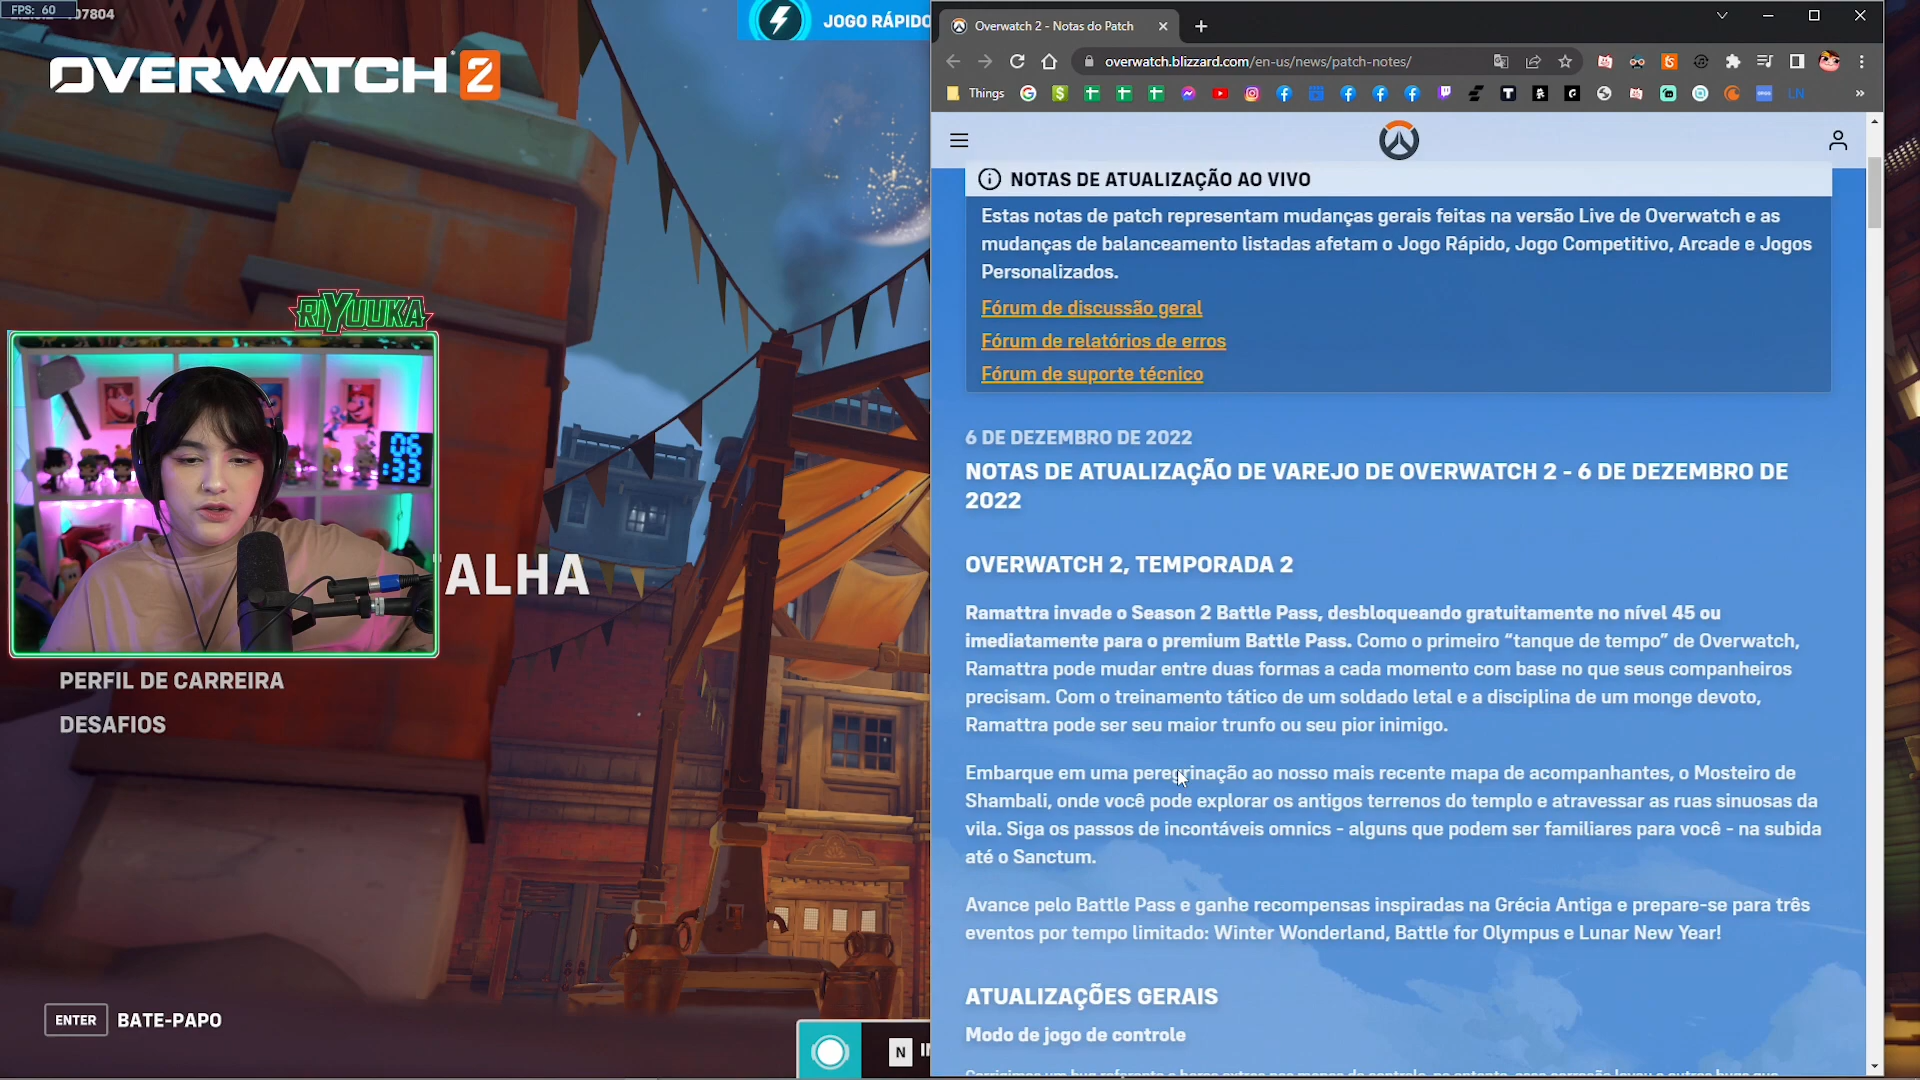 FPS: 60
07804
OVERWATCH 2
JOGO RÁPIDO
RIYUUKA
06
:33
ALHA
PERFIL DE CARREIRA
DESAFIOS
ENTER BATE-PAPO
N
Overwatch 2 - Notas do Patch
overwatch.blizzard.com/en-us/news/patch-notes/
Things
LN
NOTAS DE ATUALIZAÇÃO AO VIVO
Estas notas de patch representam mudanças gerais feitas na versão Live de Overwatch e as
mudanças de balanceamento listadas afetam o Jogo Rápido, Jogo Competitivo, Arcade e Jogos
Personalizados.
Fórum de discussão geral
Fórum de relatórios de erros
Fórum de suporte técnico
6 DE DEZEMBRO DE 2022
NOTAS DE ATUALIZAÇÃO DE VAREJO DE OVERWATCH 2 - 6 DE DEZEMBRO DE
2022
OVERWATCH 2, TEMPORADA 2
Ramattra invade o Season 2 Battle Pass, desbloqueando gratuitamente no nível 45 ou
imediatamente para o premium Battle Pass. Como o primeiro “tanque de tempo” de Overwatch,
Ramattra pode mudar entre duas formas a cada momento com base no que seus companheiros
precisam. Com o treinamento tático de um soldado letal e a disciplina de um monge devoto,
Ramattra pode ser seu maior trunfo ou seu pior inimigo.
Embarque em uma peregrinação ao nosso mais recente mapa de acompanhantes, o Mosteiro de
Shambali, onde você pode explorar os antigos terrenos do templo e atravessar as ruas sinuosas da
vila. Siga os passos de incontáveis omnics - alguns que podem ser familiares para você - na subida
até o Sanctum.
Avance pelo Battle Pass e ganhe recompensas inspiradas na Grécia Antiga e prepare-se para três
eventos por tempo limitado: Winter Wonderland, Battle for Olympus e Lunar New Year!
ATUALIZAÇÕES GERAIS
Modo de jogo de controle